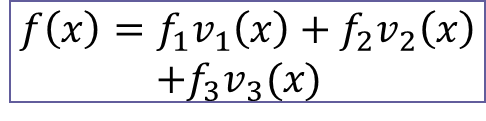 f(x) = f₁v₁(x) + f₂v₂(x)
+f₃v₃(x)